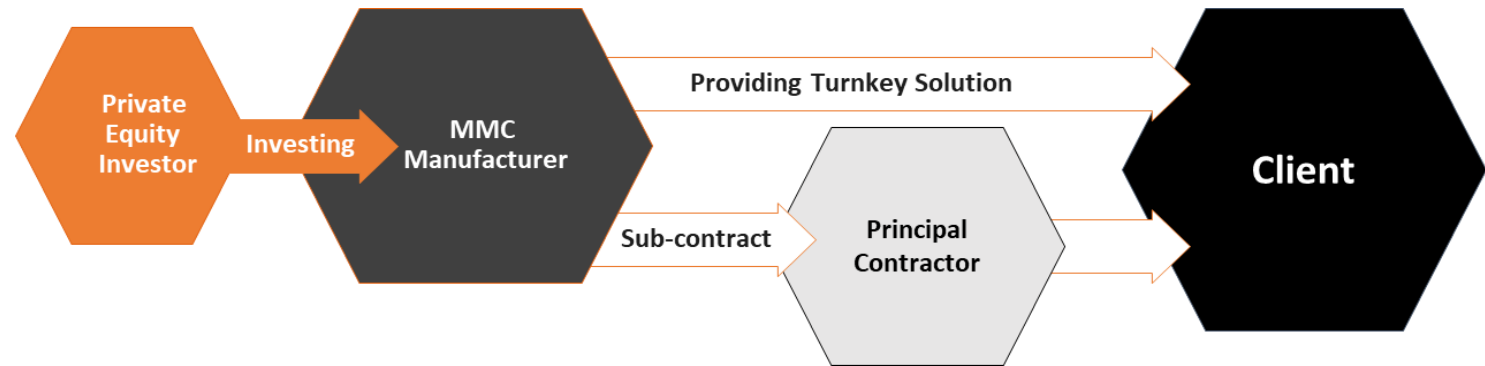 Private
Equity
Investor
Investing
MMC
Manufacturer
Providing Turnkey Solution
Sub-contract
Principal
Contractor
Client